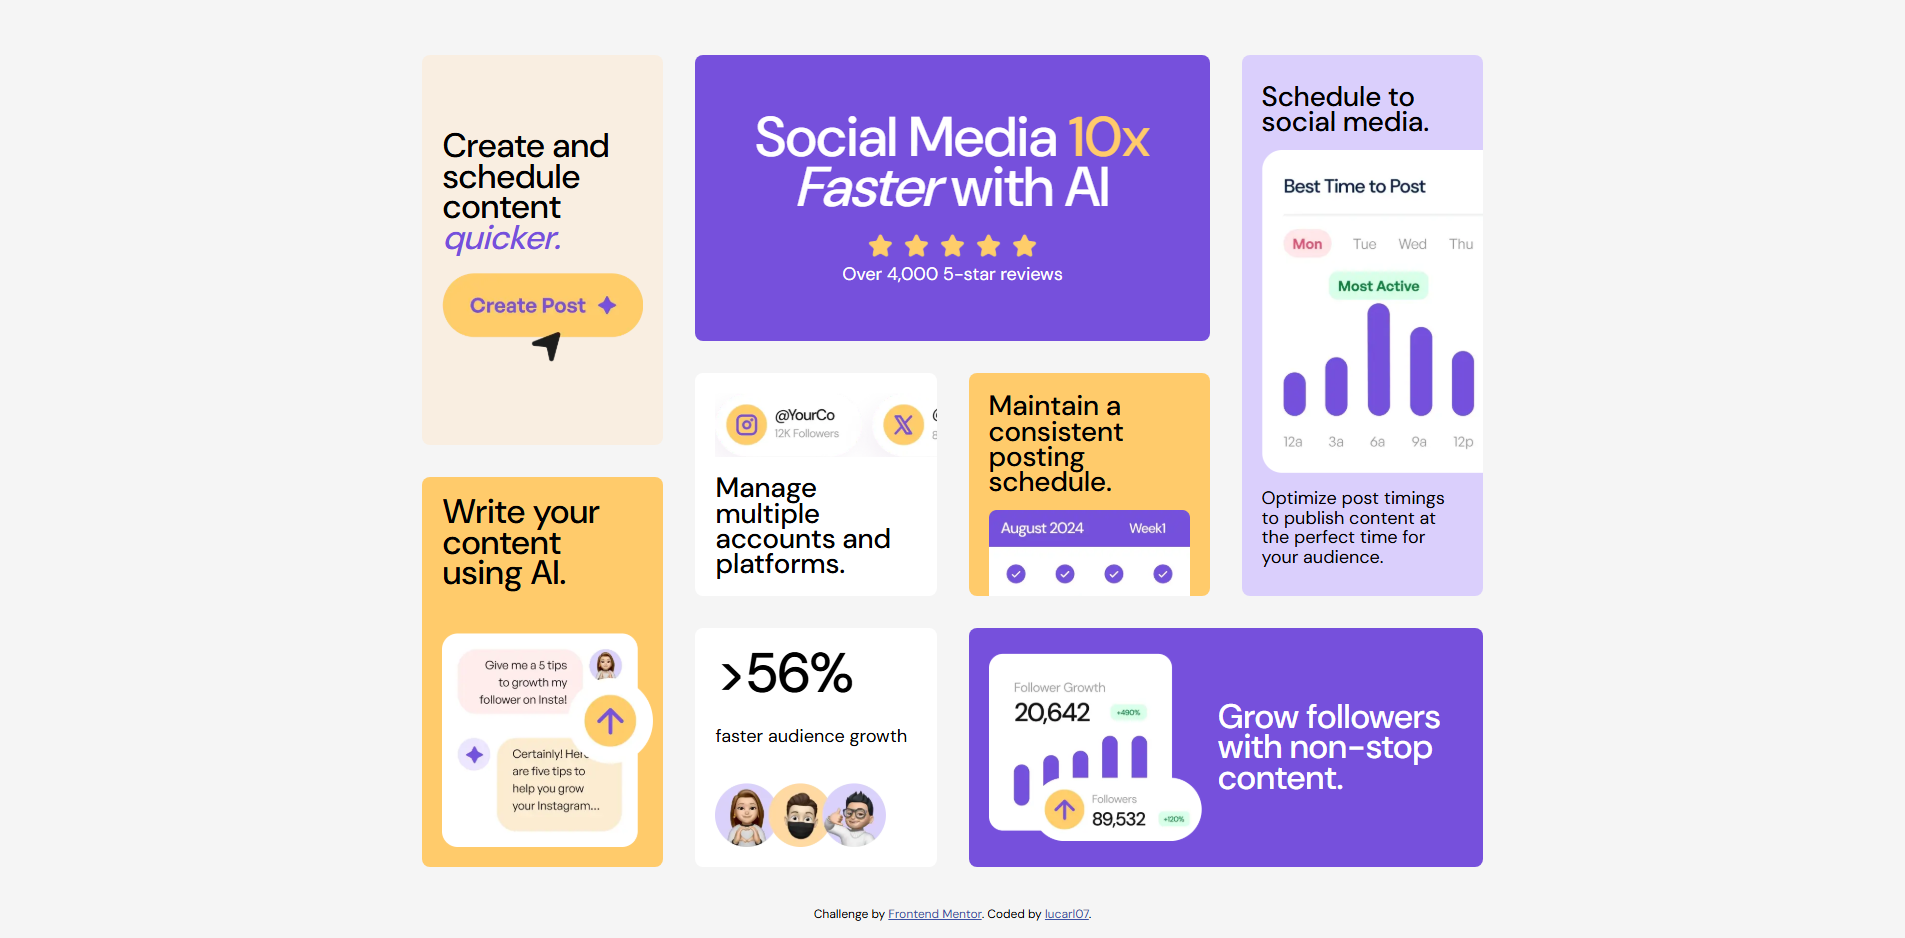 Create and
schedule
content
quicker.
Create Post
Social Media 10x
Faster with AI
Over 4,000 5-star reviews
Schedule to
social media.
Best Time to Post
Mon Tue Wed Thu
Most Active
12a 3a 6a 9a 12p
Optimize post timings
to publish content at
the perfect time for
your audience.
@YourCo
12K Followers
Manage
multiple
accounts and
platforms.
Maintain a
consistent
posting
schedule.
August 2024 Week1
Write your
content
using AI.
Give me a 5 tips
to growth my
follower on Insta!
Certainly!
are five tips to
help you grow
your Instagram...
>56%
faster audience growth
Follower Growth
20,642 +490%
Followers
89,532 +120%
Grow followers
with non-stop
content.
Challenge by Frontend Mentor. Coded by lucarl07.